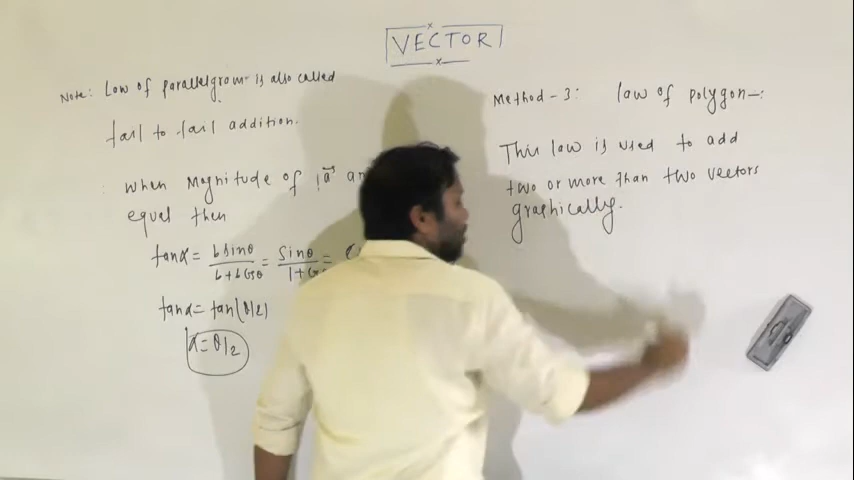 VECTOR
Note: Law of parallelgram is also called
tail to tail addition.
When Magnitude of |a⃗| an
equal then
tanα = bsinθ/b+bcosθ = Sinθ/1+Cos =
tanα = tan(θ/2)
α = θ/2
Method-3: law of polygon-:
This law is used to add
two or more than two vectors
graphically.